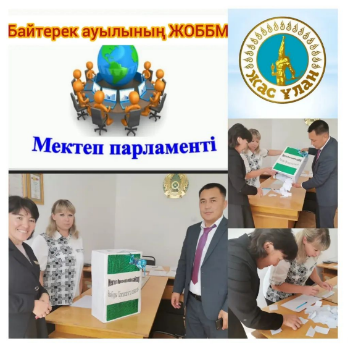 Байтерек ауылының ЖОББМ
Мектеп парламенті
ЖАС ҰЛАН